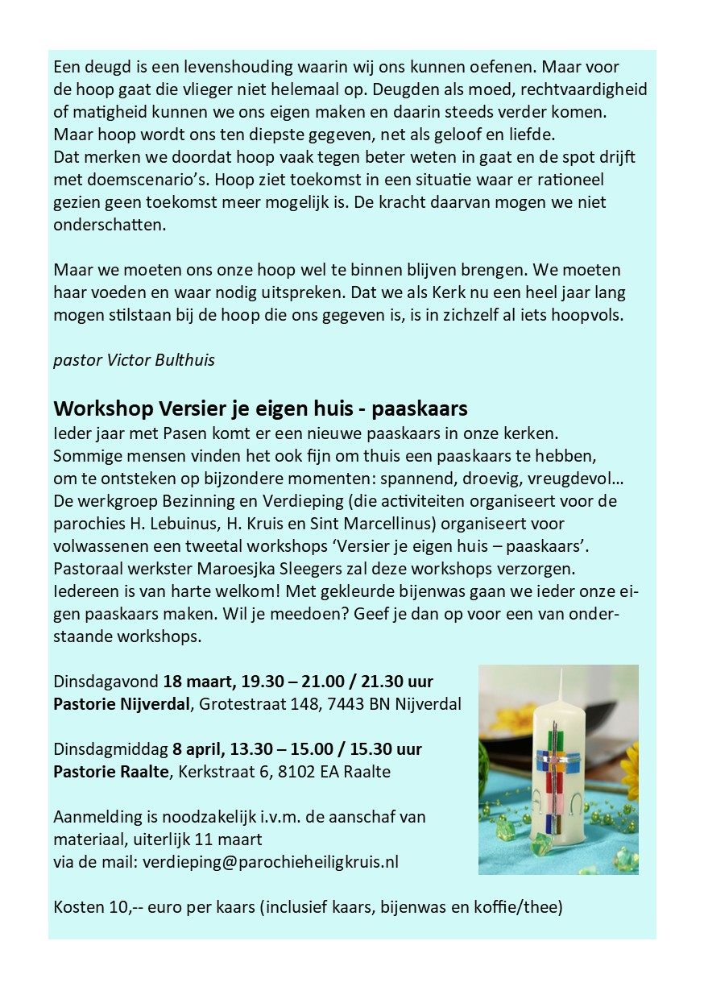 Een deugd is een levenshouding waarin wij ons kunnen oefenen. Maar voor
de hoop gaat die vlieger niet helemaal op. Deugden als moed, rechtvaardigheid
of matigheid kunnen we ons eigen maken en daarin steeds verder komen.
Maar hoop wordt ons ten diepste gegeven, net als geloof en liefde.
Dat merken we doordat hoop vaak tegen beter weten in gaat en de spot drijft
met doemscenario’s. Hoop ziet toekomst in een situatie waar er rationeel
gezien geen toekomst meer mogelijk is. De kracht daarvan mogen we niet
onderschatten.
Maar we moeten ons onze hoop wel te binnen blijven brengen. We moeten
haar voeden en waar nodig uitspreken. Dat we als Kerk nu een heel jaar lang
mogen stilstaan bij de hoop die ons gegeven is, is in zichzelf al iets hoopvols.
pastor Victor Bulthuis
Workshop Versier je eigen huis - paaskaars
Ieder jaar met Pasen komt er een nieuwe paaskaars in onze kerken.
Sommige mensen vinden het ook fijn om thuis een paaskaars te hebben,
om te ontsteken op bijzondere momenten: spannend, droevig, vreugdevol…
De werkgroep Bezinning en Verdieping (die activiteiten organiseert voor de
parochies H. Lebuinus, H. Kruis en Sint Marcellinus) organiseert voor
volwassenen een tweetal workshops ‘Versier je eigen huis – paaskaars’.
Pastoraal werkster Maroesjka Sleegers zal deze workshops verzorgen.
Iedereen is van harte welkom! Met gekleurde bijenwas gaan we ieder onze ei-
gen paaskaars maken. Wil je meedoen? Geef je dan op voor een van onder-
staande workshops.
Dinsdagavond 18 maart, 19.30 – 21.00 / 21.30 uur
Pastorie Nijverdal, Grotestraat 148, 7443 BN Nijverdal
Dinsdagmiddag 8 april, 13.30 – 15.00 / 15.30 uur
Pastorie Raalte, Kerkstraat 6, 8102 EA Raalte
Aanmelding is noodzakelijk i.v.m. de aanschaf van
materiaal, uiterlijk 11 maart
via de mail: verdieping@parochieheiligkruis.nl
Kosten 10,-- euro per kaars (inclusief kaars, bijenwas en koffie/thee)